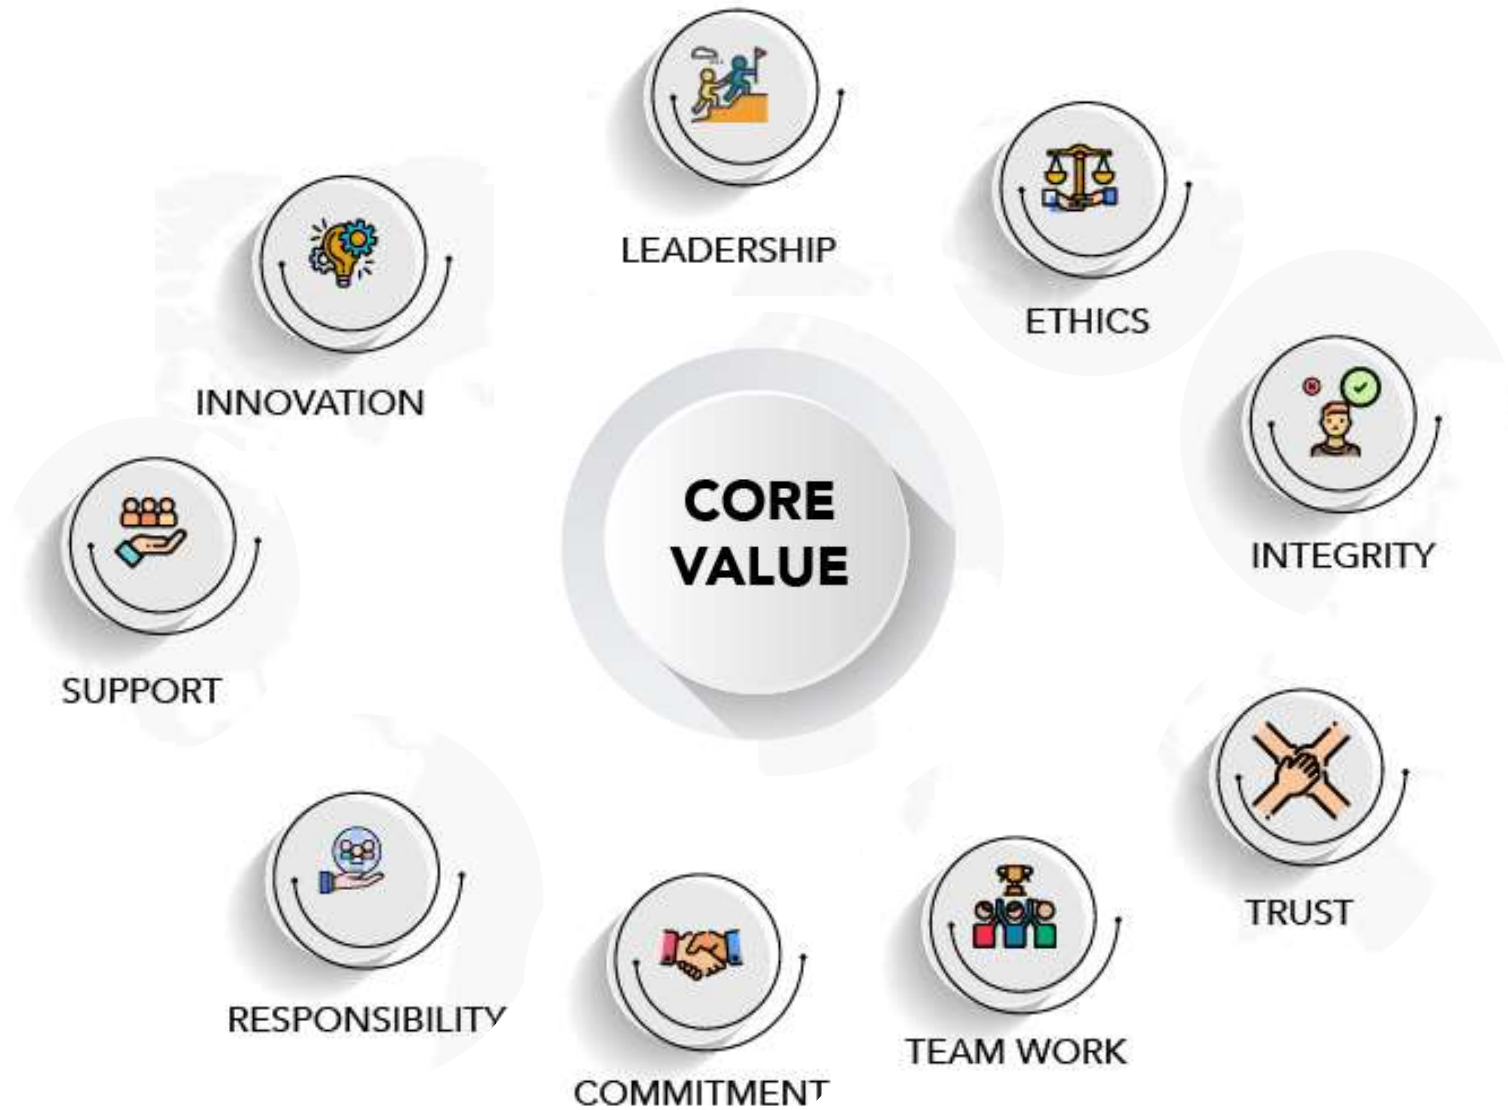 LEADERSHIP
ETHICS
INNOVATION
CORE
VALUE
INTEGRITY
SUPPORT
TRUST
RESPONSIBILITY
TEAM WORK
COMMITMENT